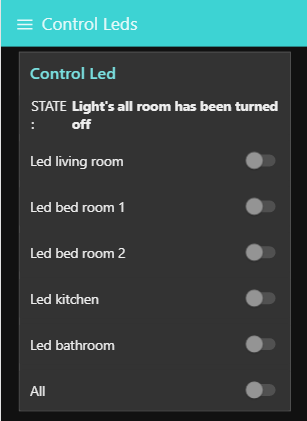 Control Leds
Control Led
STATE Light's all room has been turned
: off
Led living room
Led bed room 1
Led bed room 2
Led kitchen
Led bathroom
All